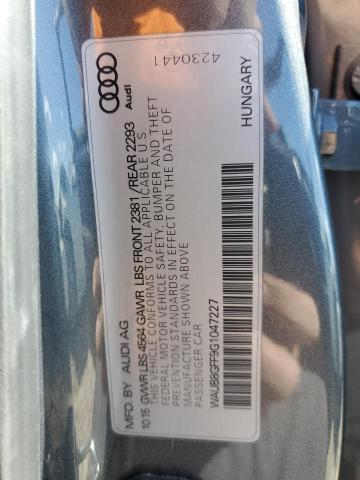 Audi
4230441
MFD. BY AUDI AG
10 15 GVWR LBS 4564 GAWR LBS FRONT 2381 / REAR 2293
THIS VEHICLE CONFORMS TO ALL APPLICABLE U.S.
FEDERAL MOTOR VEHICLE SAFETY, BUMPER AND THEFT
PREVENTION STANDARDS IN EFFECT ON THE DATE OF
MANUFACTURE SHOWN ABOVE
PASSENGER CAR
WAUB8GFF9G1047227
HUNGARY